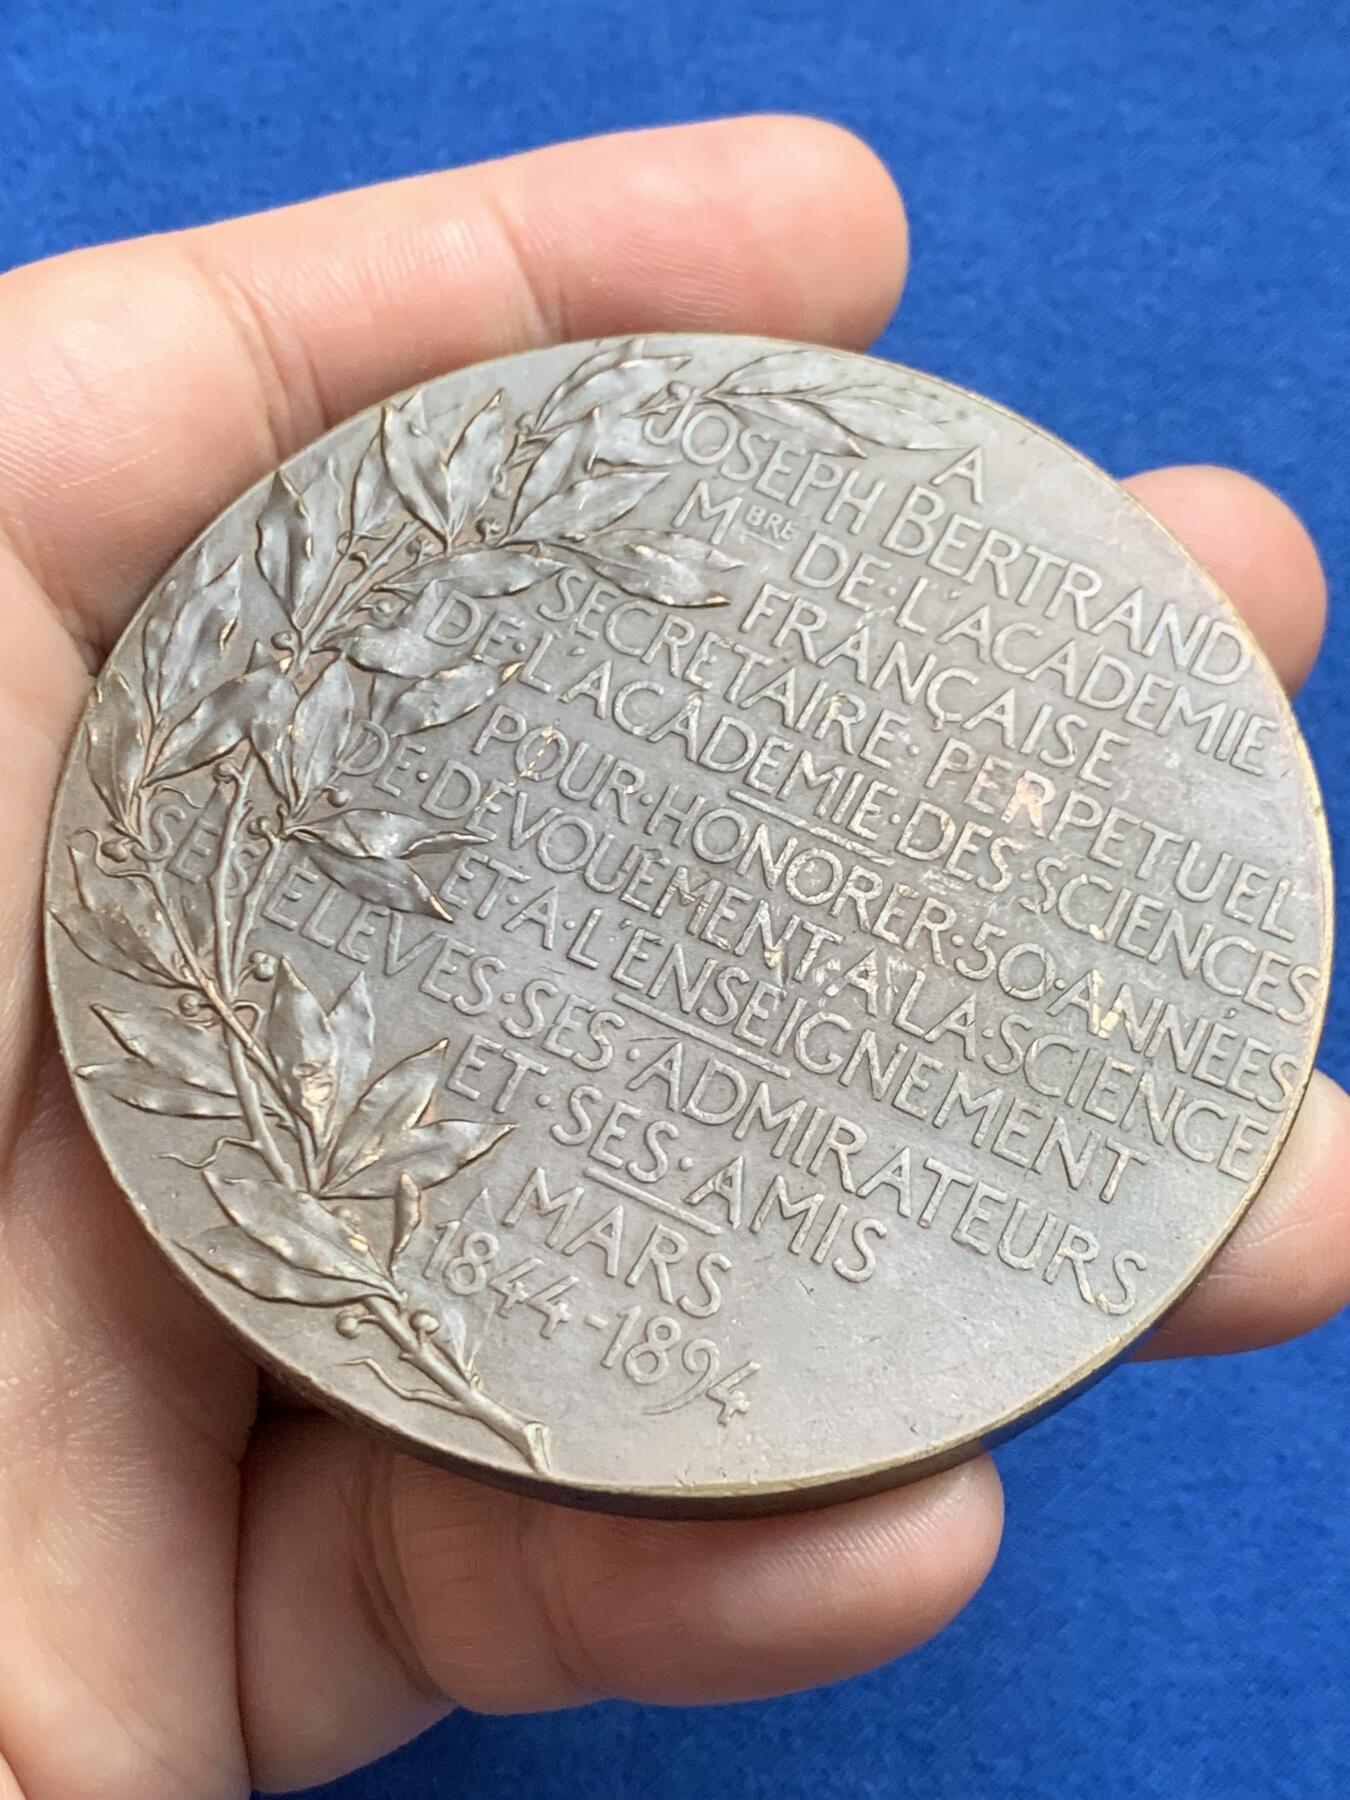 A
JOSEPH BERTRAND
MBRE DE·L'ACADEMIE
FRANÇAISE
SECRETAIRE·PERPETUEL
DE·L'ACADEMIE·DES·SCIENCES
POUR·HONORER·50·ANNÉES
DE·DÉVOUEMENT·A·LA·SCIENCE
ET·A·L'ENSEIGNEMENT
SES ELEVES·SES·ADMIRATEURS
ET·SES·AMIS
MARS
1844-1894